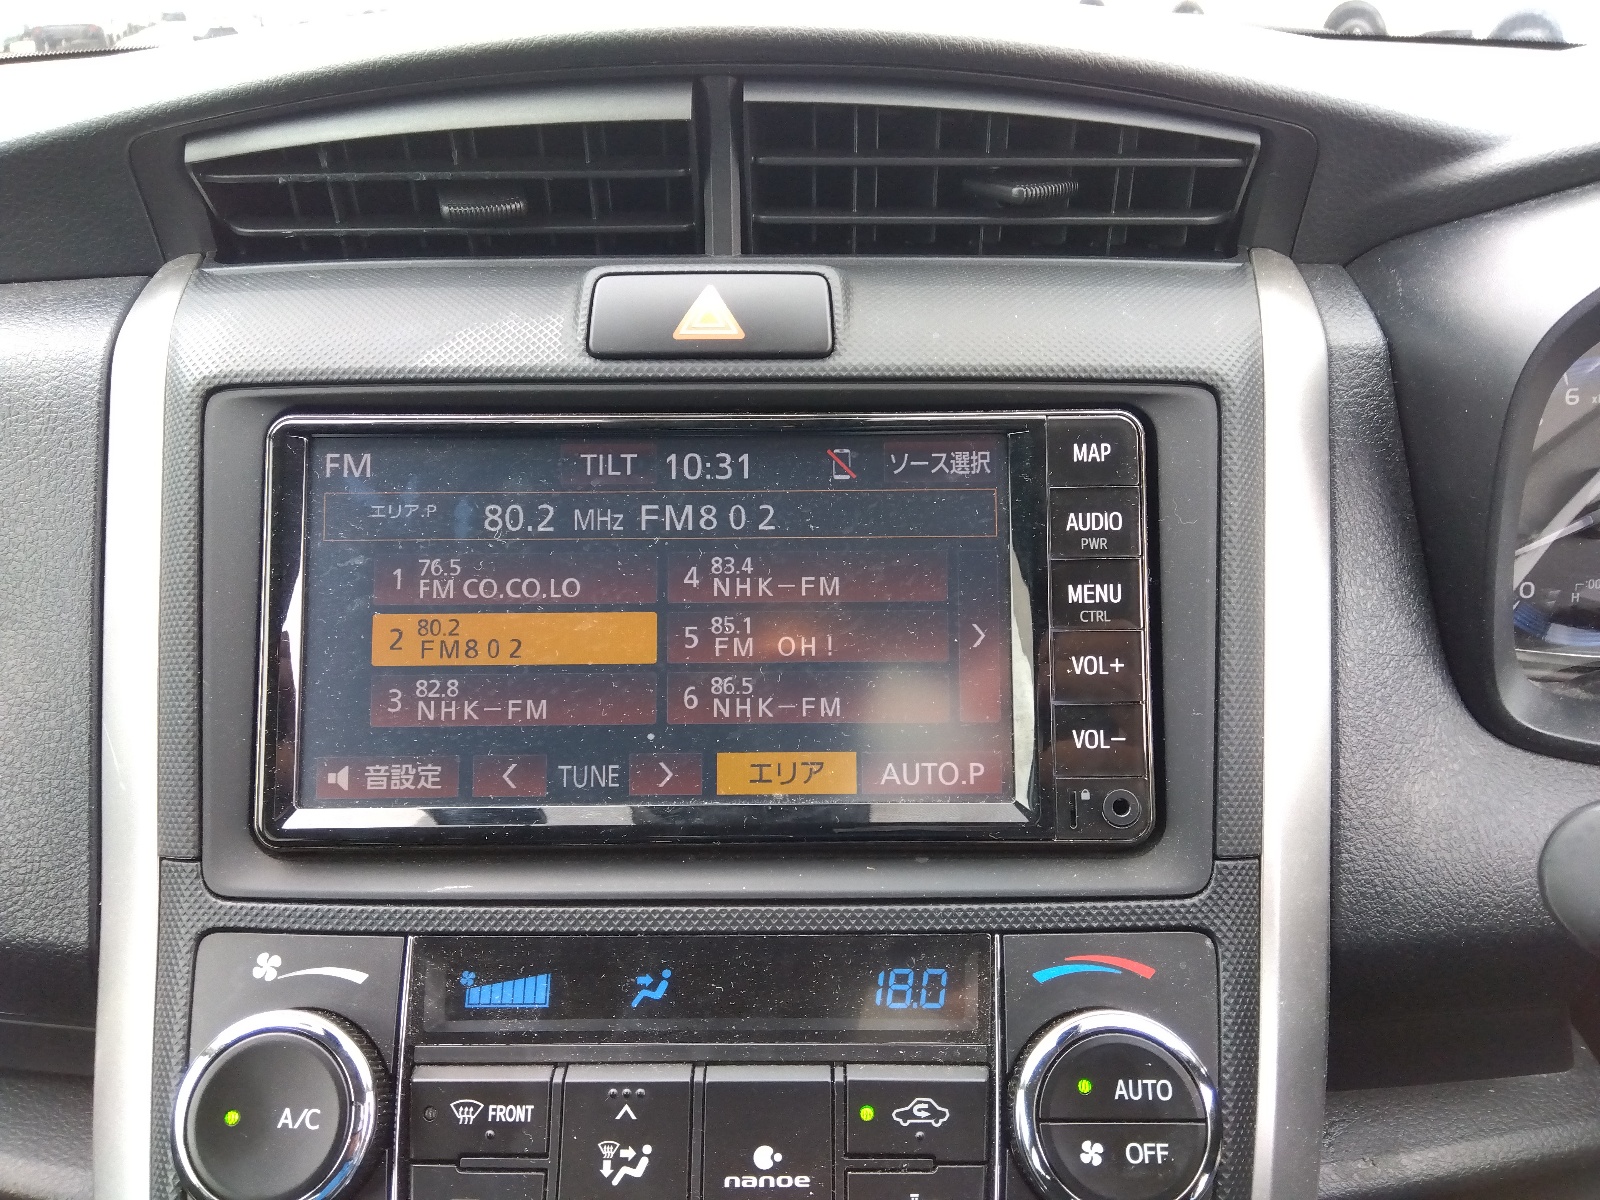 FM TILT 10:31 ソース選択
エリア.P 80.2 MHz FM802
1 76.5 FM CO.CO.LO
2 80.2 FM802
3 82.8 NHK-FM
4 83.4 NHK-FM
5 85.1 FM OH!
6 86.5 NHK-FM
>
音設定 < TUNE > エリア AUTO.P
MAP
AUDIO
PWR
MENU
CTRL
VOL+
VOL-
6
0
H
18.0
A/C
FRONT
nanoe
AUTO
OFF